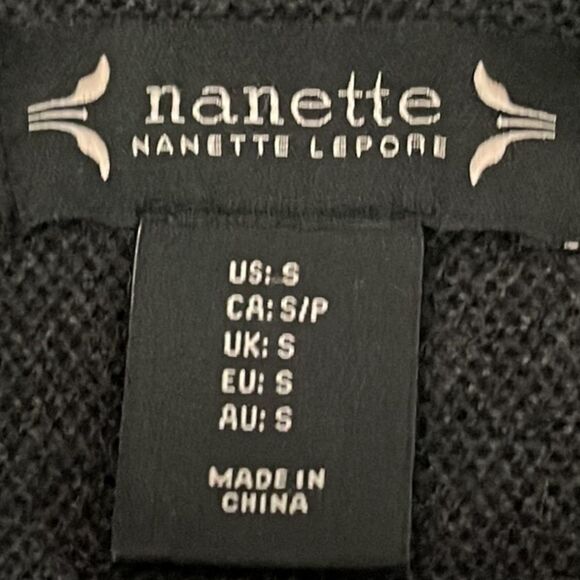 nanette
NANETTE LEPORE
US: S
CA: S/P
UK: S
EU: S
AU: S
MADE IN
CHINA